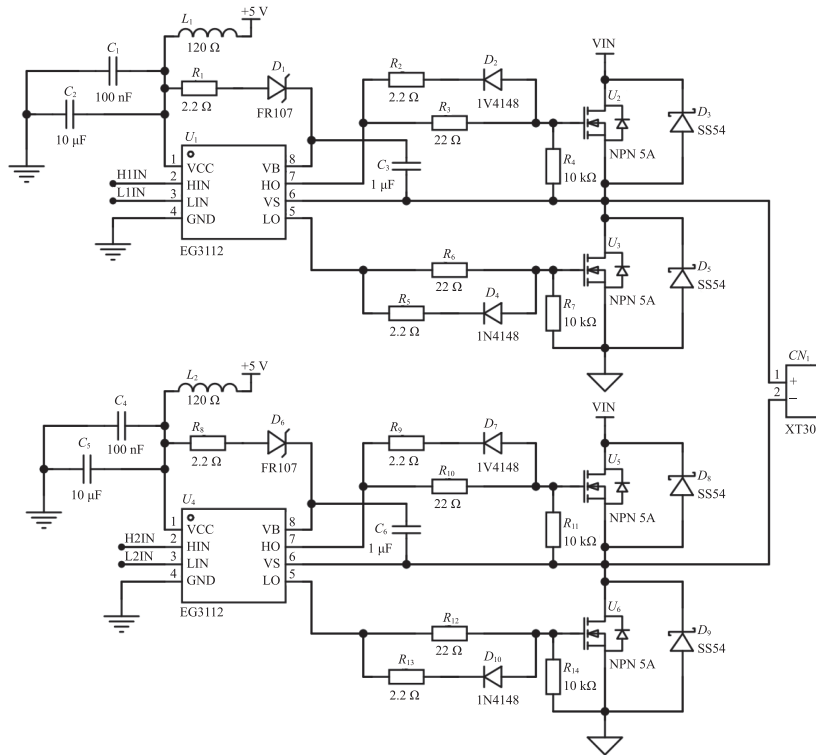 L₁
+5 V
120 Ω
C₁
100 nF
R₁
2.2 Ω
D₁
FR107
C₂
10 μF
U₁
1 VCC VB 8
2 HIN HO 7
3 LIN VS 6
4 GND LO 5
H1IN
L1IN
EG3112
C₃
1 μF
R₂
2.2 Ω
D₂
1V4148
R₃
22 Ω
R₄
10 kΩ
VIN
U₂
NPN 5A
D₃
SS54
R₆
22 Ω
R₅
2.2 Ω
D₄
1N4148
R₇
10 kΩ
U₃
NPN 5A
D₅
SS54
CN₁
1 +
2 −
XT30
L₂
+5 V
120 Ω
C₄
100 nF
R₈
2.2 Ω
D₆
FR107
C₅
10 μF
U₄
1 VCC VB 8
2 HIN HO 7
3 LIN VS 6
4 GND LO 5
H2IN
L2IN
EG3112
C₆
1 μF
R₉
2.2 Ω
D₇
1V4148
R₁₀
22 Ω
R₁₁
10 kΩ
VIN
U₅
NPN 5A
D₈
SS54
R₁₂
22 Ω
R₁₃
2.2 Ω
D₁₀
1N4148
R₁₄
10 kΩ
U₆
NPN 5A
D₉
SS54